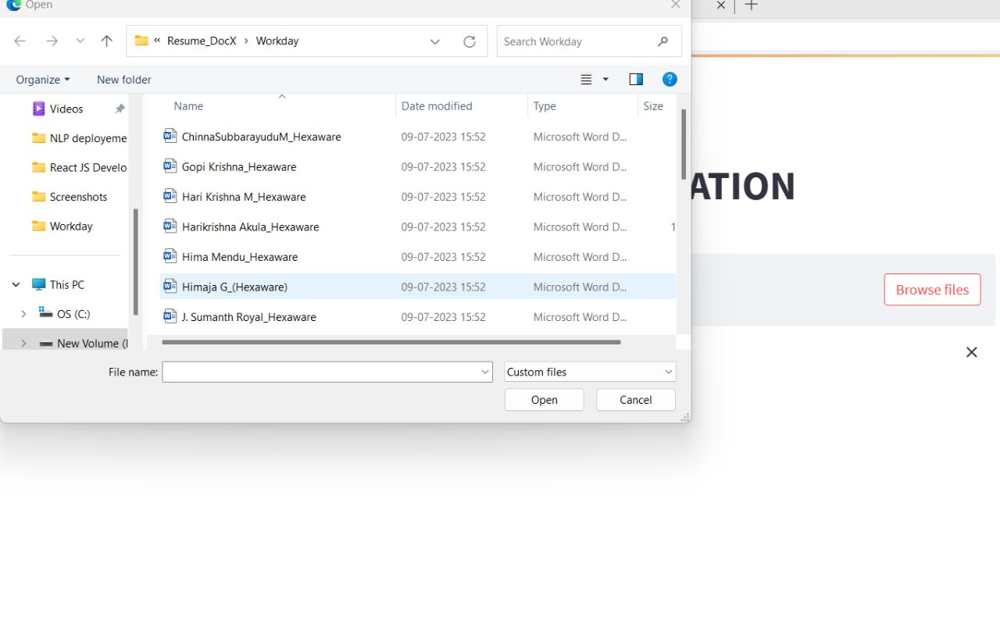 Open
« Resume_DocX > Workday
Search Workday
Organize
New folder
Name Date modified Type Size
Videos
NLP deployeme
React JS Develo
Screenshots
Workday
This PC
OS (C:)
New Volume (
ChinnaSubbarayuduM_Hexaware 09-07-2023 15:52 Microsoft Word D...
Gopi Krishna_Hexaware 09-07-2023 15:52 Microsoft Word D...
Hari Krishna M_Hexaware 09-07-2023 15:52 Microsoft Word D...
Harikrishna Akula_Hexaware 09-07-2023 15:52 Microsoft Word D... 1
Hima Mendu_Hexaware 09-07-2023 15:52 Microsoft Word D...
Himaja G_(Hexaware) 09-07-2023 15:52 Microsoft Word D...
J. Sumanth Royal_Hexaware 09-07-2023 15:52 Microsoft Word D...
File name:
Custom files
Open
Cancel
ATION
Browse files